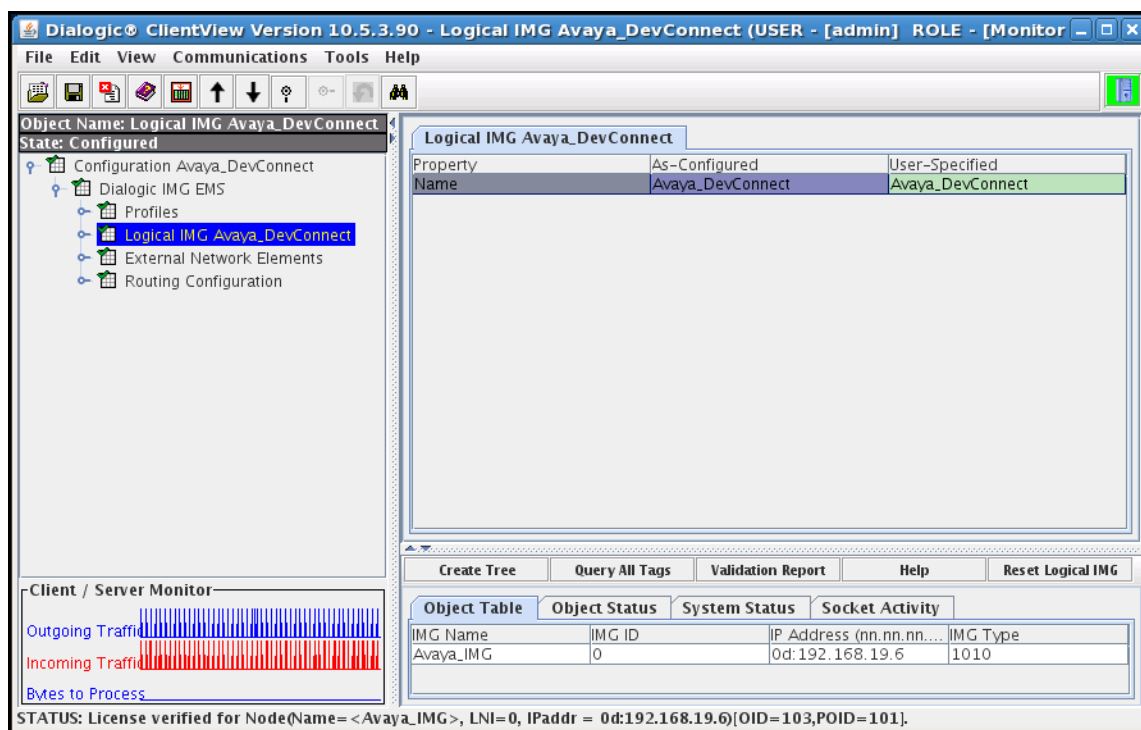 Dialogic® ClientView Version 10.5.3.90 - Logical IMG Avaya_DevConnect (USER - [admin] ROLE - [Monitor
File Edit View Communications Tools Help
Object Name: Logical IMG Avaya_DevConnect
State: Configured
Configuration Avaya_DevConnect
Dialogic IMG EMS
Profiles
Logical IMG Avaya_DevConnect
External Network Elements
Routing Configuration
Logical IMG Avaya_DevConnect
Property As-Configured User-Specified
Name Avaya_DevConnect Avaya_DevConnect
Create Tree Query All Tags Validation Report Help Reset Logical IMG
Client / Server Monitor
Outgoing Traffic
Incoming Traffic
Bytes to Process
Object Table Object Status System Status Socket Activity
IMG Name IMG ID IP Address (nn.nn.nn.... IMG Type
Avaya_IMG 0 0d:192.168.19.6 1010
STATUS: License verified for Node(Name=<Avaya_IMG>, LNI=0, IPaddr = 0d:192.168.19.6)[OID=103,POID=101].